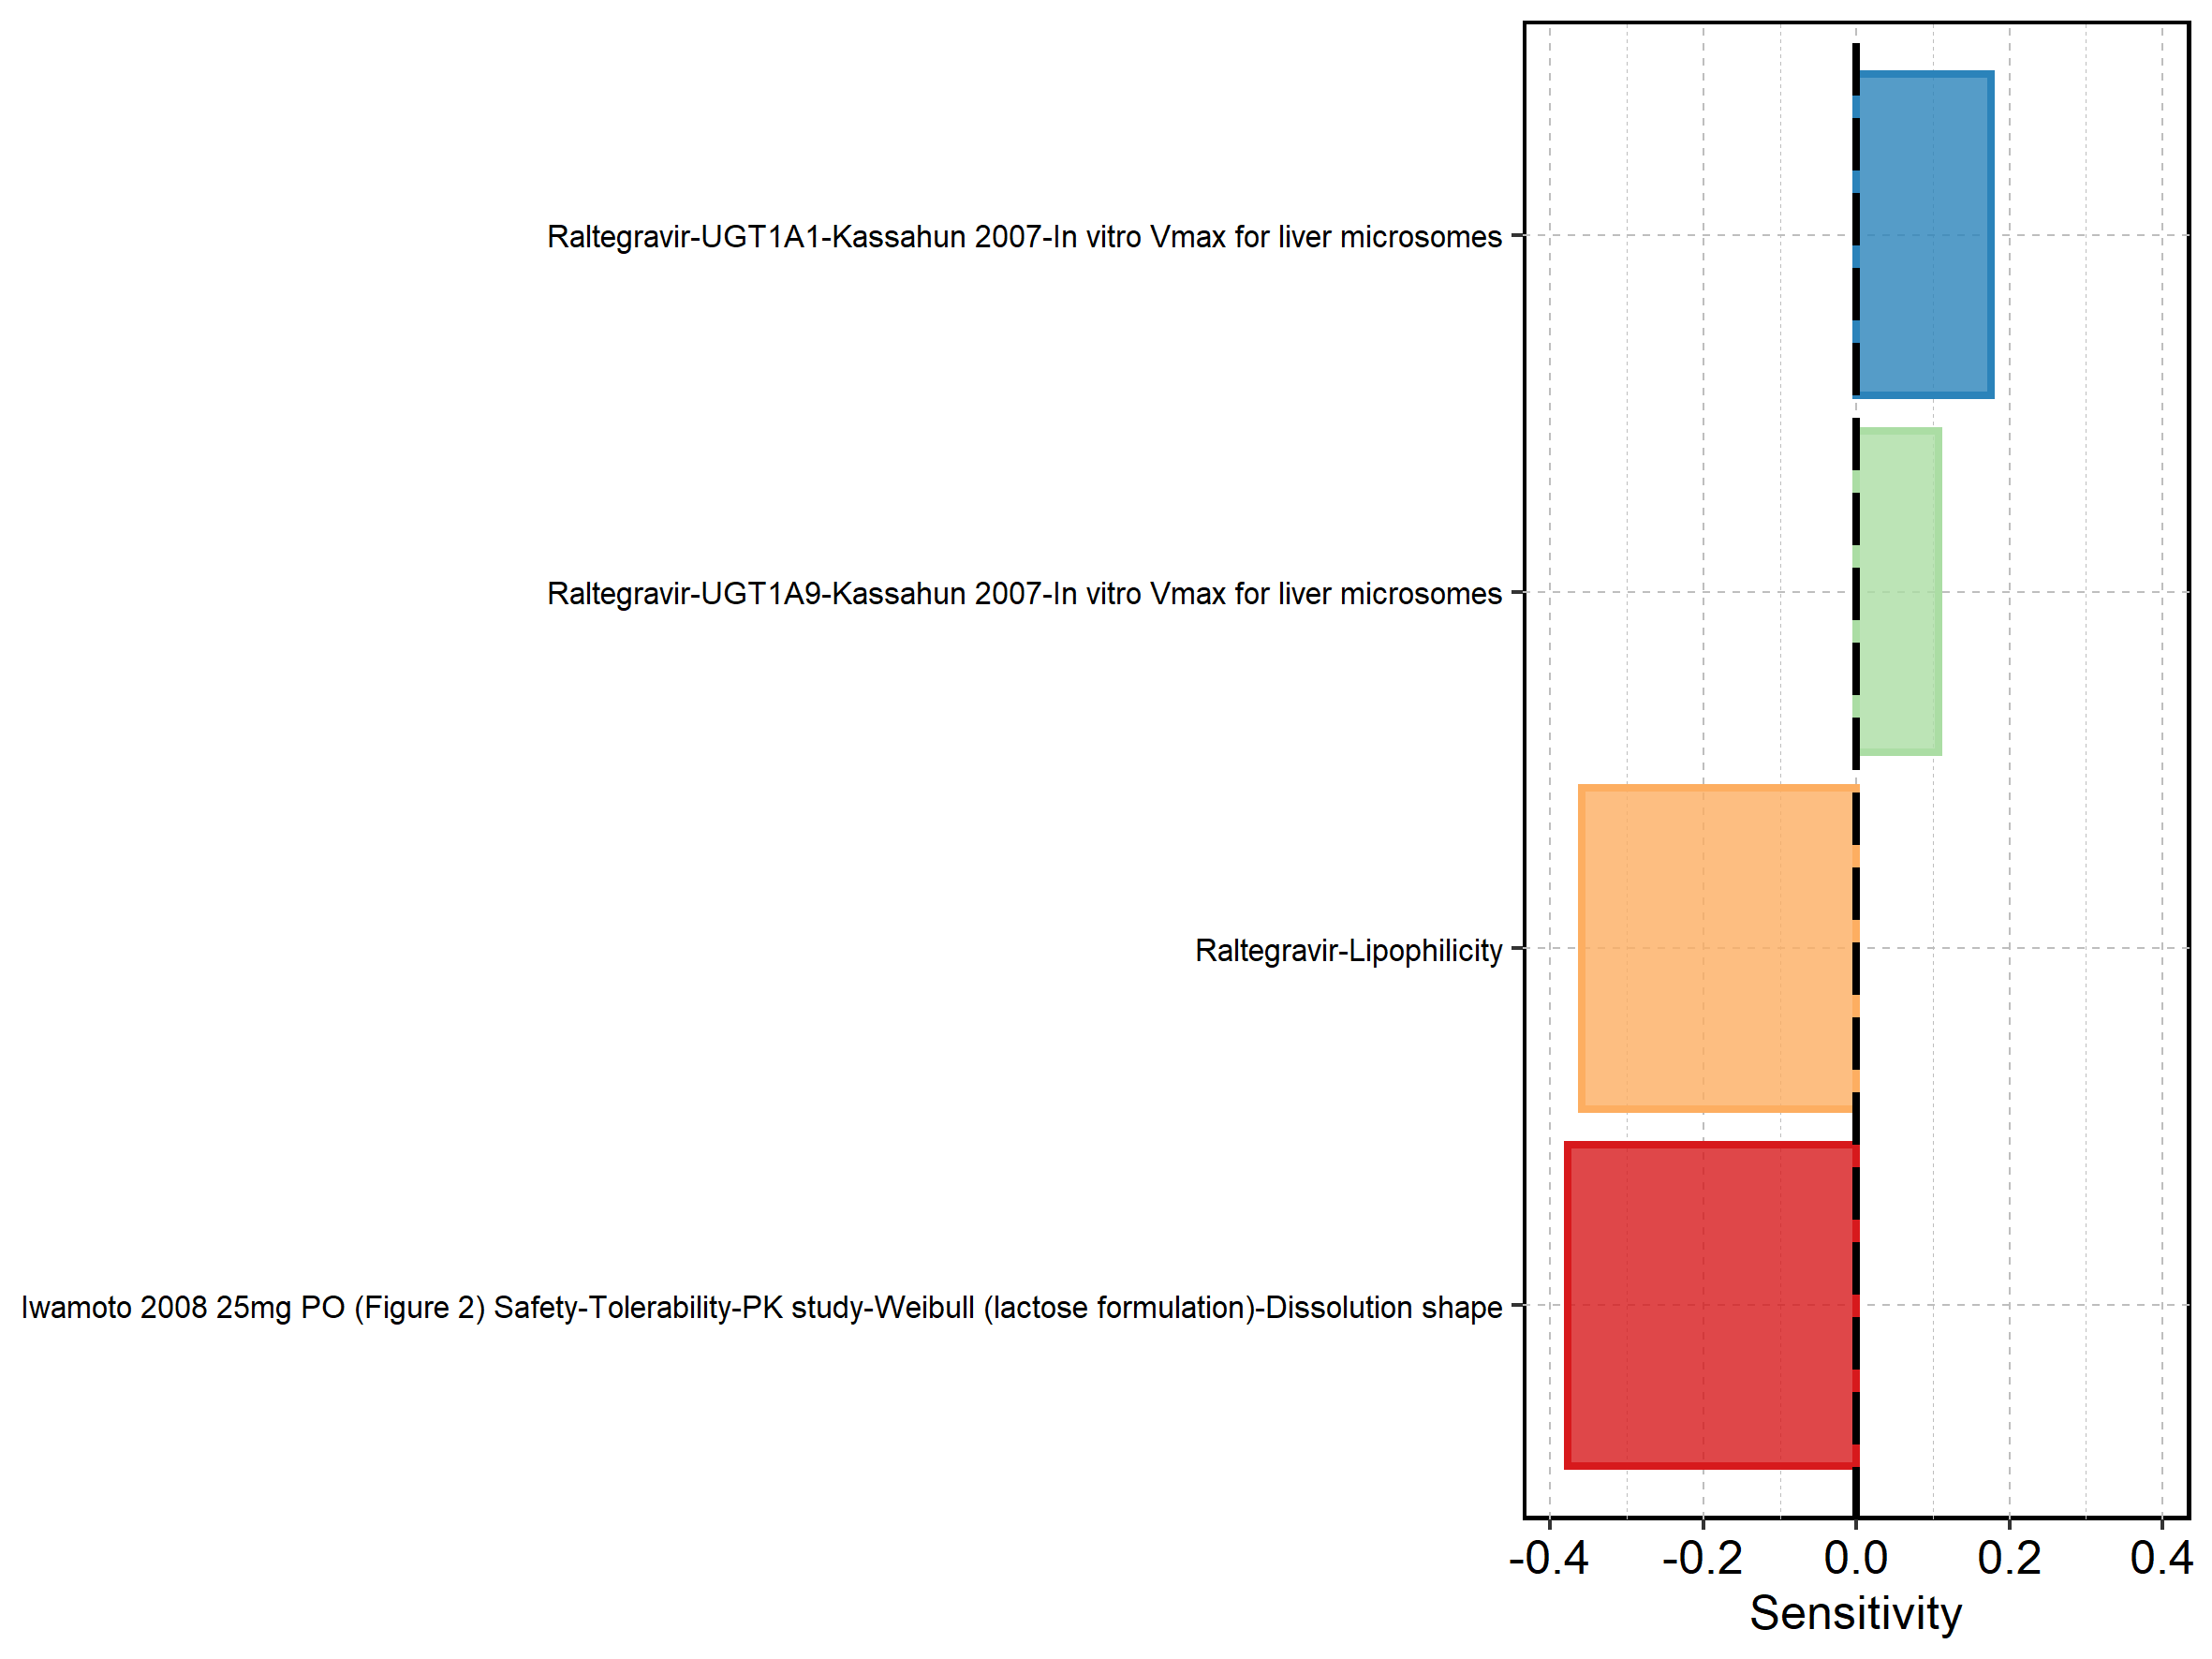 Raltegravir-UGT1A1-Kassahun 2007-In vitro Vmax for liver microsomes
Raltegravir-UGT1A9-Kassahun 2007-In vitro Vmax for liver microsomes
Raltegravir-Lipophilicity
Iwamoto 2008 25mg PO (Figure 2) Safety-Tolerability-PK study-Weibull (lactose formulation)-Dissolution shape
-0.4 -0.2 0.0 0.2 0.4
Sensitivity